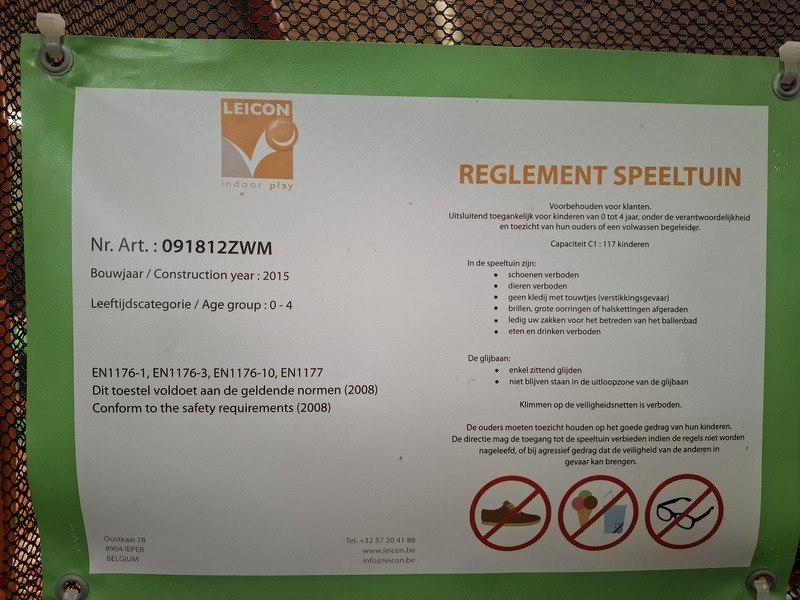 LEICON
indoor play
Nr. Art. : 091812ZWM
Bouwjaar / Construction year : 2015
Leeftijdscategorie / Age group : 0 - 4
EN1176-1, EN1176-3, EN1176-10, EN1177
Dit toestel voldoet aan de geldende normen (2008)
Conform to the safety requirements (2008)
Oostkaai 78
8904 IEPER
BELGIUM
Tel. +32 57 20 41 88
www.leicon.be
info@leicon.be
REGLEMENT SPEELTUIN
Voorbehouden voor klanten.
Uitsluitend toegankelijk voor kinderen van 0 tot 4 jaar, onder de verantwoordelijkheid
en toezicht van hun ouders of een volwassen begeleider.
Capaciteit C1 : 117 kinderen
In de speeltuin zijn:
• schoenen verboden
• dieren verboden
• geen kledij met touwtjes (verstikkingsgevaar)
• brillen, grote oorringen of halskettingen afgeraden
• ledig uw zakken voor het betreden van het ballenbad
• eten en drinken verboden
De glijbaan:
• enkel zittend glijden
• niet blijven staan in de uitloopzone van de glijbaan
Klimmen op de veiligheidsnetten is verboden.
De ouders moeten toezicht houden op het goede gedrag van hun kinderen.
De directie mag de toegang tot de speeltuin verbieden indien de regels niet worden
nageleefd, of bij agressief gedrag dat de veiligheid van de anderen in
gevaar kan brengen.